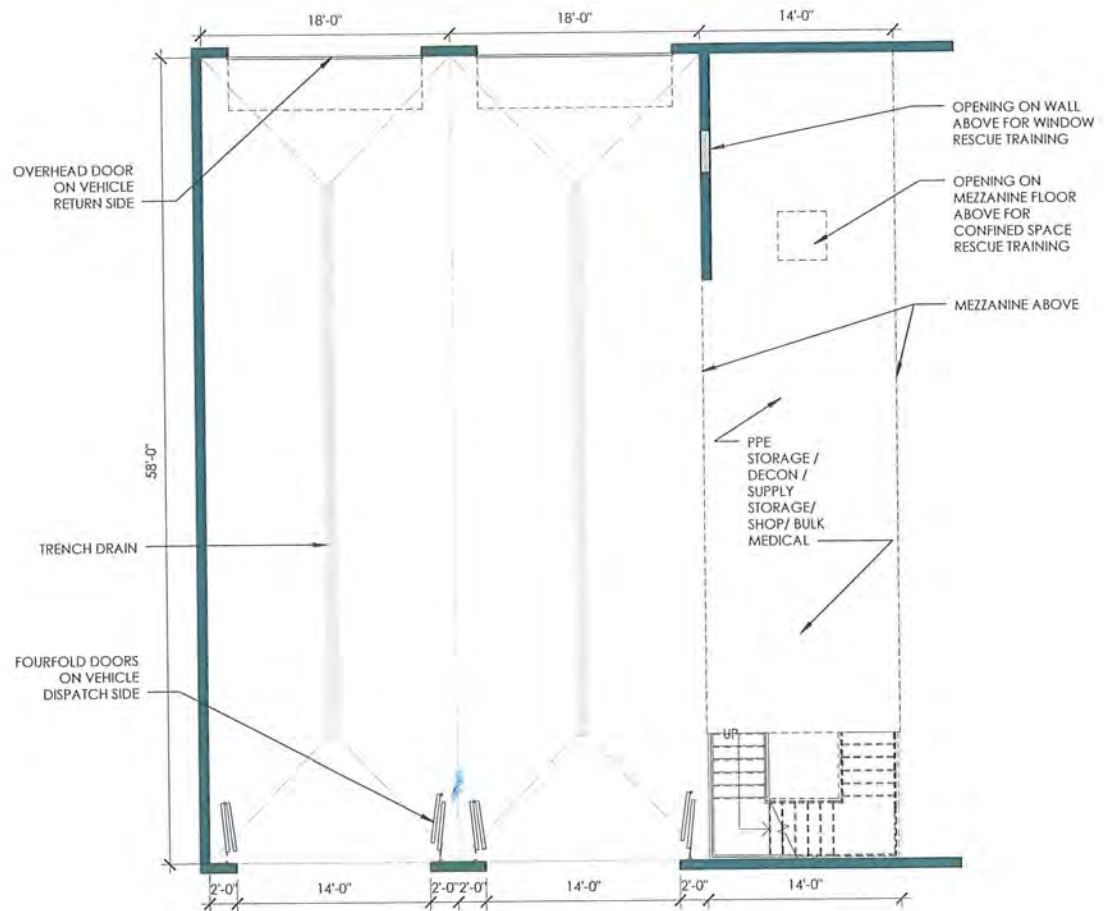 18'-0"
18'-0"
14'-0"
OPENING ON WALL
ABOVE FOR WINDOW
RESCUE TRAINING
OVERHEAD DOOR
ON VEHICLE
RETURN SIDE
OPENING ON
MEZZANINE FLOOR
ABOVE FOR
CONFINED SPACE
RESCUE TRAINING
MEZZANINE ABOVE
58'-0"
PPE
STORAGE /
DECON /
SUPPLY
STORAGE/
SHOP/ BULK
MEDICAL
TRENCH DRAIN
FOURFOLD DOORS
ON VEHICLE
DISPATCH SIDE
UP
2'-0"
14'-0"
2'-0"
2'-0"
14'-0"
2'-0"
14'-0"